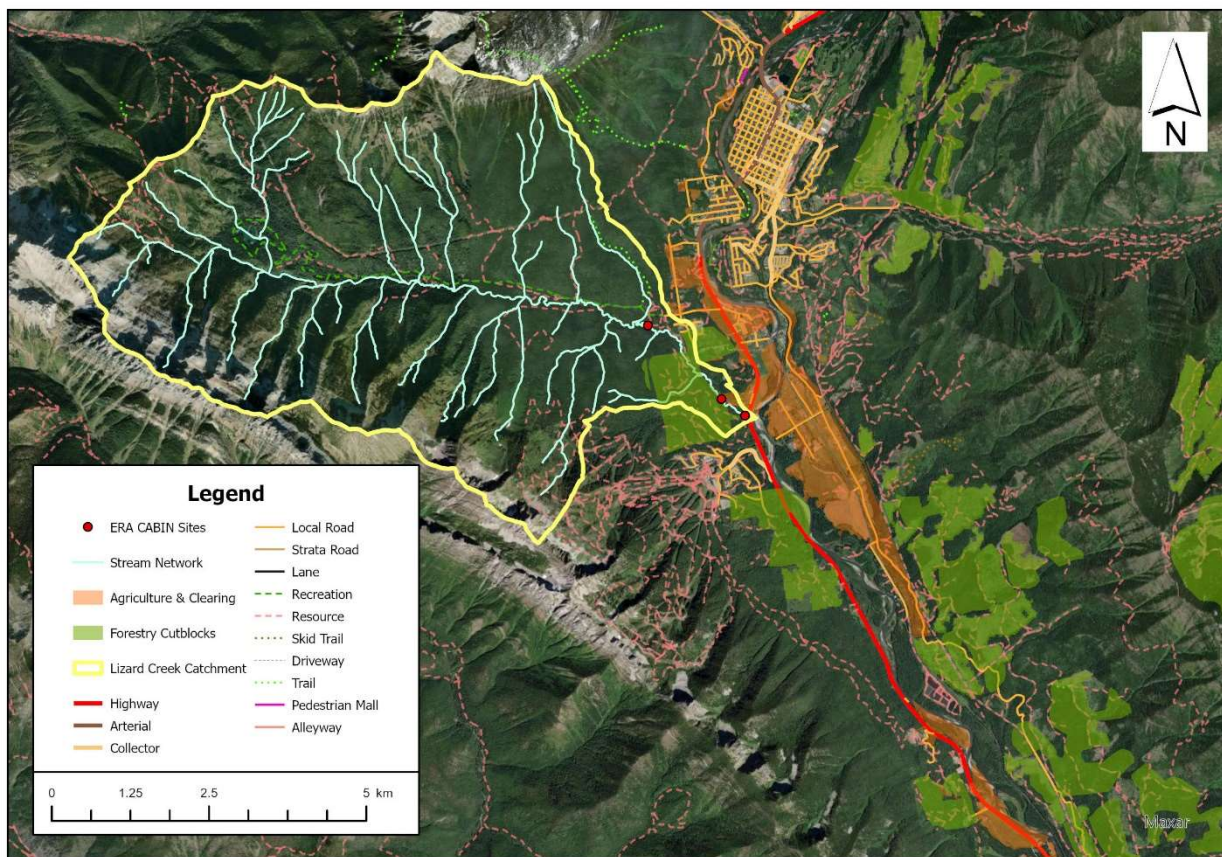 N
Legend
ERA CABIN Sites
Stream Network
Agriculture & Clearing
Forestry Cutblocks
Lizard Creek Catchment
Highway
Arterial
Collector
Local Road
Strata Road
Lane
Recreation
Resource
Skid Trail
Driveway
Trail
Pedestrian Mall
Alleyway
0 1.25 2.5 5 km
Maxar